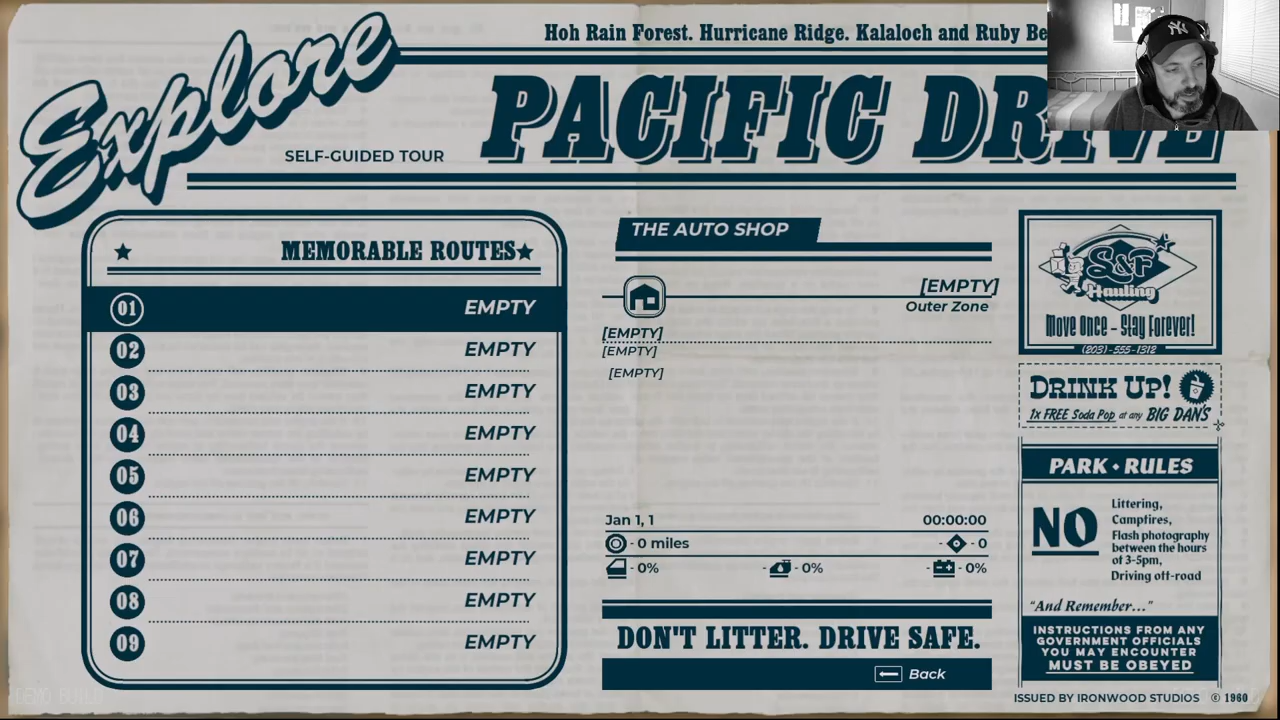 Explore
SELF-GUIDED TOUR
Hoh Rain Forest. Hurricane Ridge. Kalaloch and Ruby Be
PACIFIC DRIVE
MEMORABLE ROUTES
01 EMPTY
02 EMPTY
03 EMPTY
04 EMPTY
05 EMPTY
06 EMPTY
07 EMPTY
08 EMPTY
09 EMPTY
THE AUTO SHOP
[EMPTY]
Outer Zone
[EMPTY]
[EMPTY]
[EMPTY]
Jan 1, 1 00:00:00
- 0 miles - 0
- 0% - 0% - 0%
DON'T LITTER. DRIVE SAFE.
Back
S&F
Hauling
Move Once - Stay Forever!
(203)-555-1312
DRINK UP!
1x FREE Soda Pop at any BIG DAN'S
PARK • RULES
NO
Littering,
Campfires,
Flash photography
between the hours
of 3-5pm,
Driving off-road
"And Remember..."
INSTRUCTIONS FROM ANY
GOVERNMENT OFFICIALS
YOU MAY ENCOUNTER
MUST BE OBEYED
ISSUED BY IRONWOOD STUDIOS © 1960
DEMO BUILD